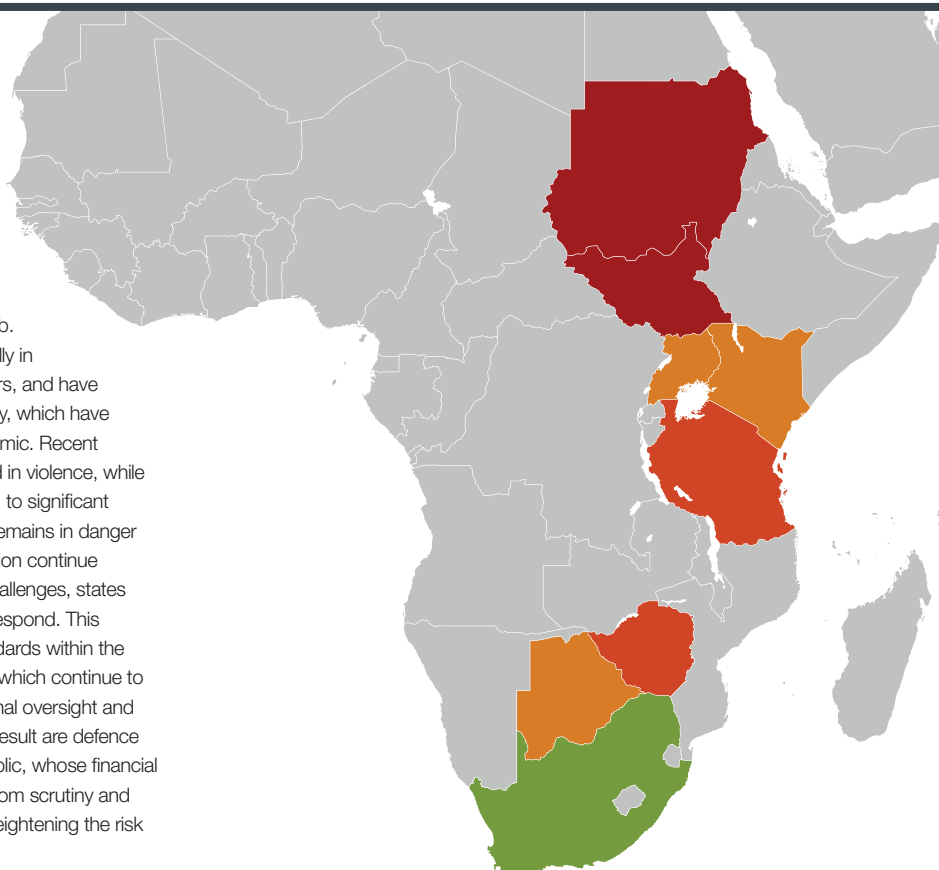 b.
lly in
rs, and have
y, which have
mic. Recent
d in violence, while
to significant
emains in danger
ion continue
allenges, states
espond. This
dards within the
which continue to
nal oversight and
esult are defence
blic, whose financial
om scrutiny and
eightening the risk